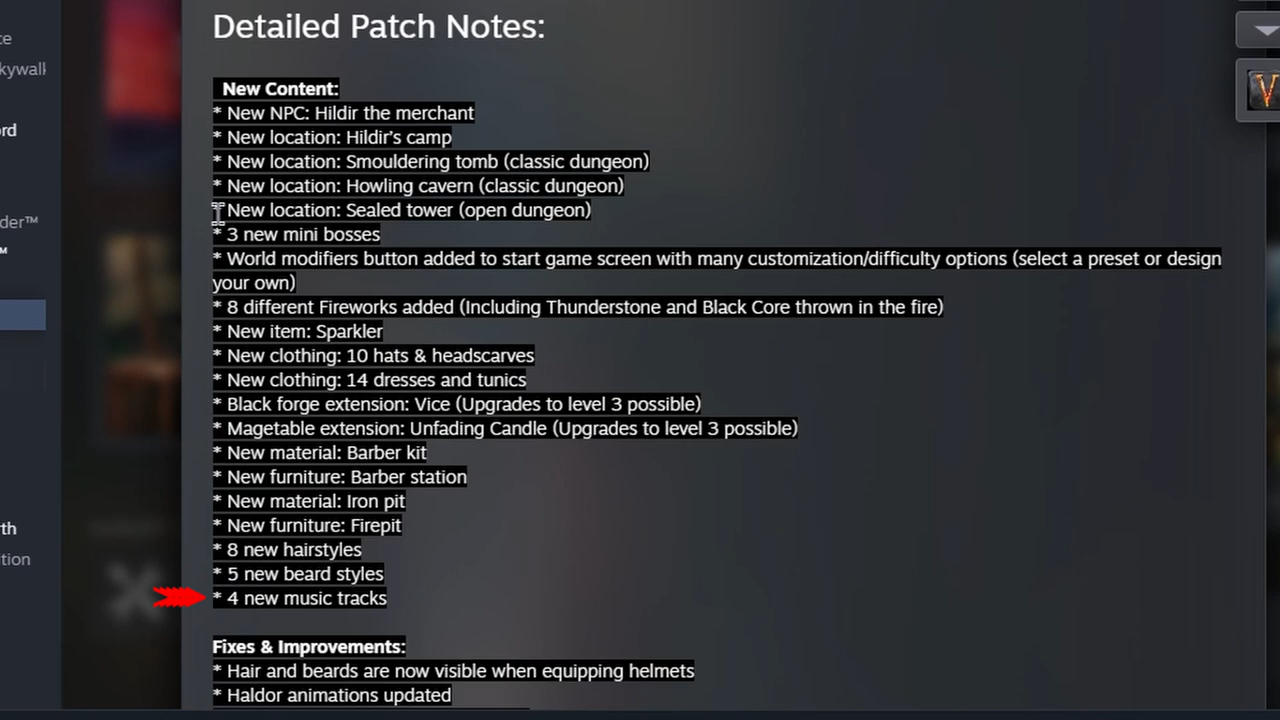 Detailed Patch Notes:
New Content:
* New NPC: Hildir the merchant
* New location: Hildir's camp
* New location: Smouldering tomb (classic dungeon)
* New location: Howling cavern (classic dungeon)
New location: Sealed tower (open dungeon)
* 3 new mini bosses
* World modifiers button added to start game screen with many customization/difficulty options (select a preset or design
your own)
* 8 different Fireworks added (Including Thunderstone and Black Core thrown in the fire)
* New item: Sparkler
* New clothing: 10 hats & headscarves
* New clothing: 14 dresses and tunics
* Black forge extension: Vice (Upgrades to level 3 possible)
* Magetable extension: Unfading Candle (Upgrades to level 3 possible)
* New material: Barber kit
* New furniture: Barber station
* New material: Iron pit
* New furniture: Firepit
* 8 new hairstyles
* 5 new beard styles
* 4 new music tracks
Fixes & Improvements:
* Hair and beards are now visible when equipping helmets
* Haldor animations updated
ce
kywalk
ord
der™
™
th
ition
V